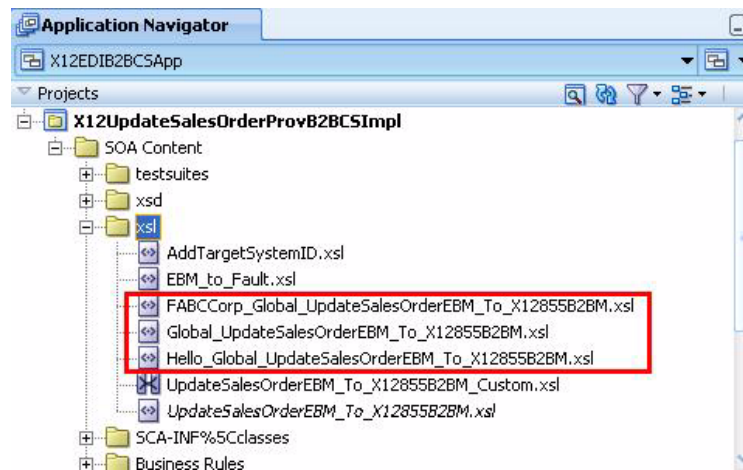 Application Navigator
X12EDIB2BCSApp
Projects
X12UpdateSalesOrderProvB2BCSImpl
SOA Content
testsuites
xsd
xsl
AddTargetSystemID.xsl
EBM_to_Fault.xsl
FABCCorp_Global_UpdateSalesOrderEBM_To_X12855B2BM.xsl
Global_UpdateSalesOrderEBM_To_X12855B2BM.xsl
Hello_Global_UpdateSalesOrderEBM_To_X12855B2BM.xsl
UpdateSalesOrderEBM_To_X12855B2BM_Custom.xsl
UpdateSalesOrderEBM_To_X12855B2BM.xsl
SCA-INF%5Cclasses
Business Rules